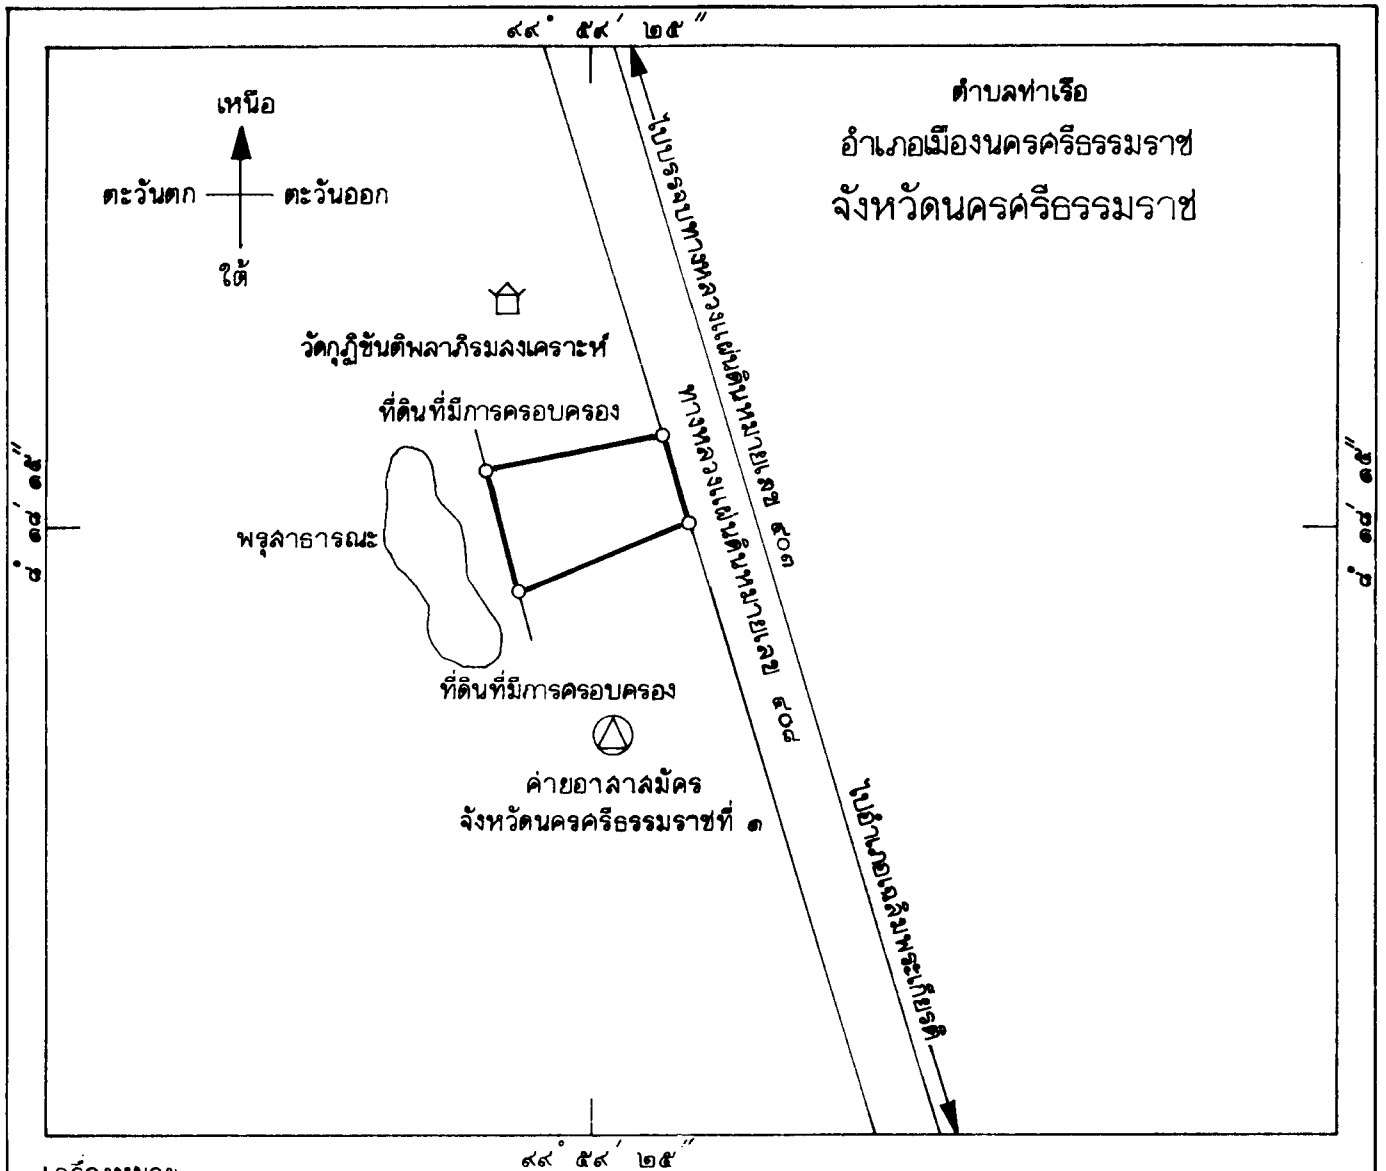 ๙๙° ๕๙′ ๒๕″
ตำบลท่าเรือ
อำเภอเมืองนครศรีธรรมราช
จังหวัดนครศรีธรรมราช
เหนือ
ตะวันตก
ตะวันออก
ใต้
ไปบรรจบทางหลวงแผ่นดินหมายเลข ๔๐๓
วัดกุฏิขันติพลาภิรมสงเคราะห์
ที่ดินที่มีการครอบครอง
ทางหลวงแผ่นดินหมายเลข ๔๐๘
๘° ๑๘′ ๑๕″
๘° ๑๘′ ๑๕″
พรุสาธารณะ
ที่ดินที่มีการครอบครอง
ค่ายอาสาสมัคร
จังหวัดนครศรีธรรมราชที่ ๑
ไปอำเภอเฉลิมพระเกียรติ
๙๙° ๕๙′ ๒๕″